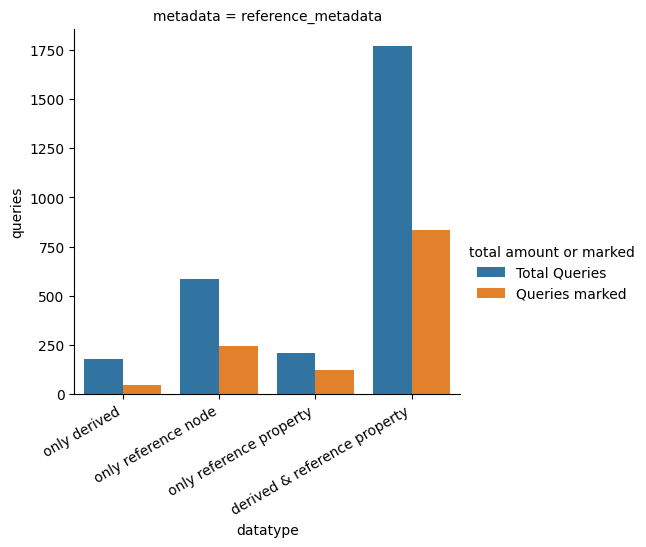 metadata = reference_metadata
1750
1500
1250
1000
750
500
250
0
queries
only derived
only reference node
only reference property
derived & reference property
datatype
total amount or marked
Total Queries
Queries marked